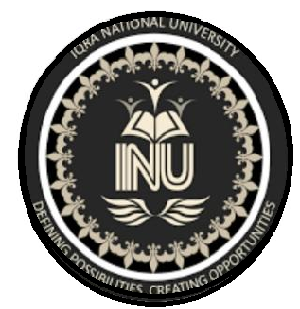 IQRA NATIONAL UNIVERSITY
INU
DEFINING POSSIBILITIES, CREATING OPPORTUNITIES